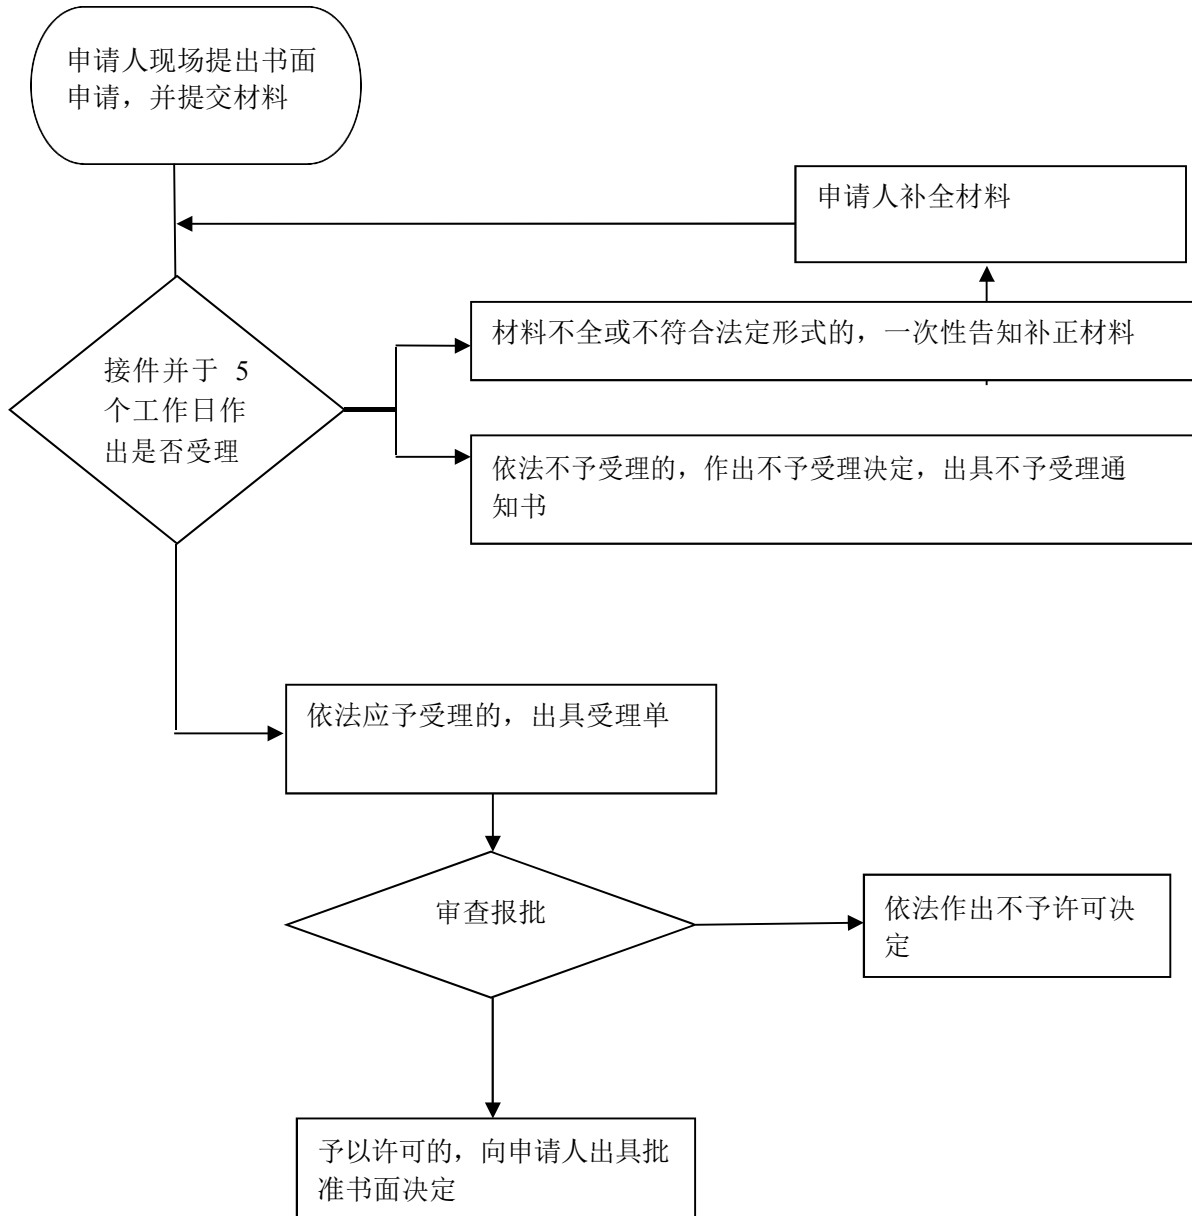 申请人现场提出书面
申请，并提交材料
申请人补全材料
材料不全或不符合法定形式的，一次性告知补正材料
接件并于 5
个工作日作
出是否受理
依法不予受理的，作出不予受理决定，出具不予受理通
知书
依法应予受理的，出具受理单
审查报批
依法作出不予许可决
定
予以许可的，向申请人出具批
准书面决定